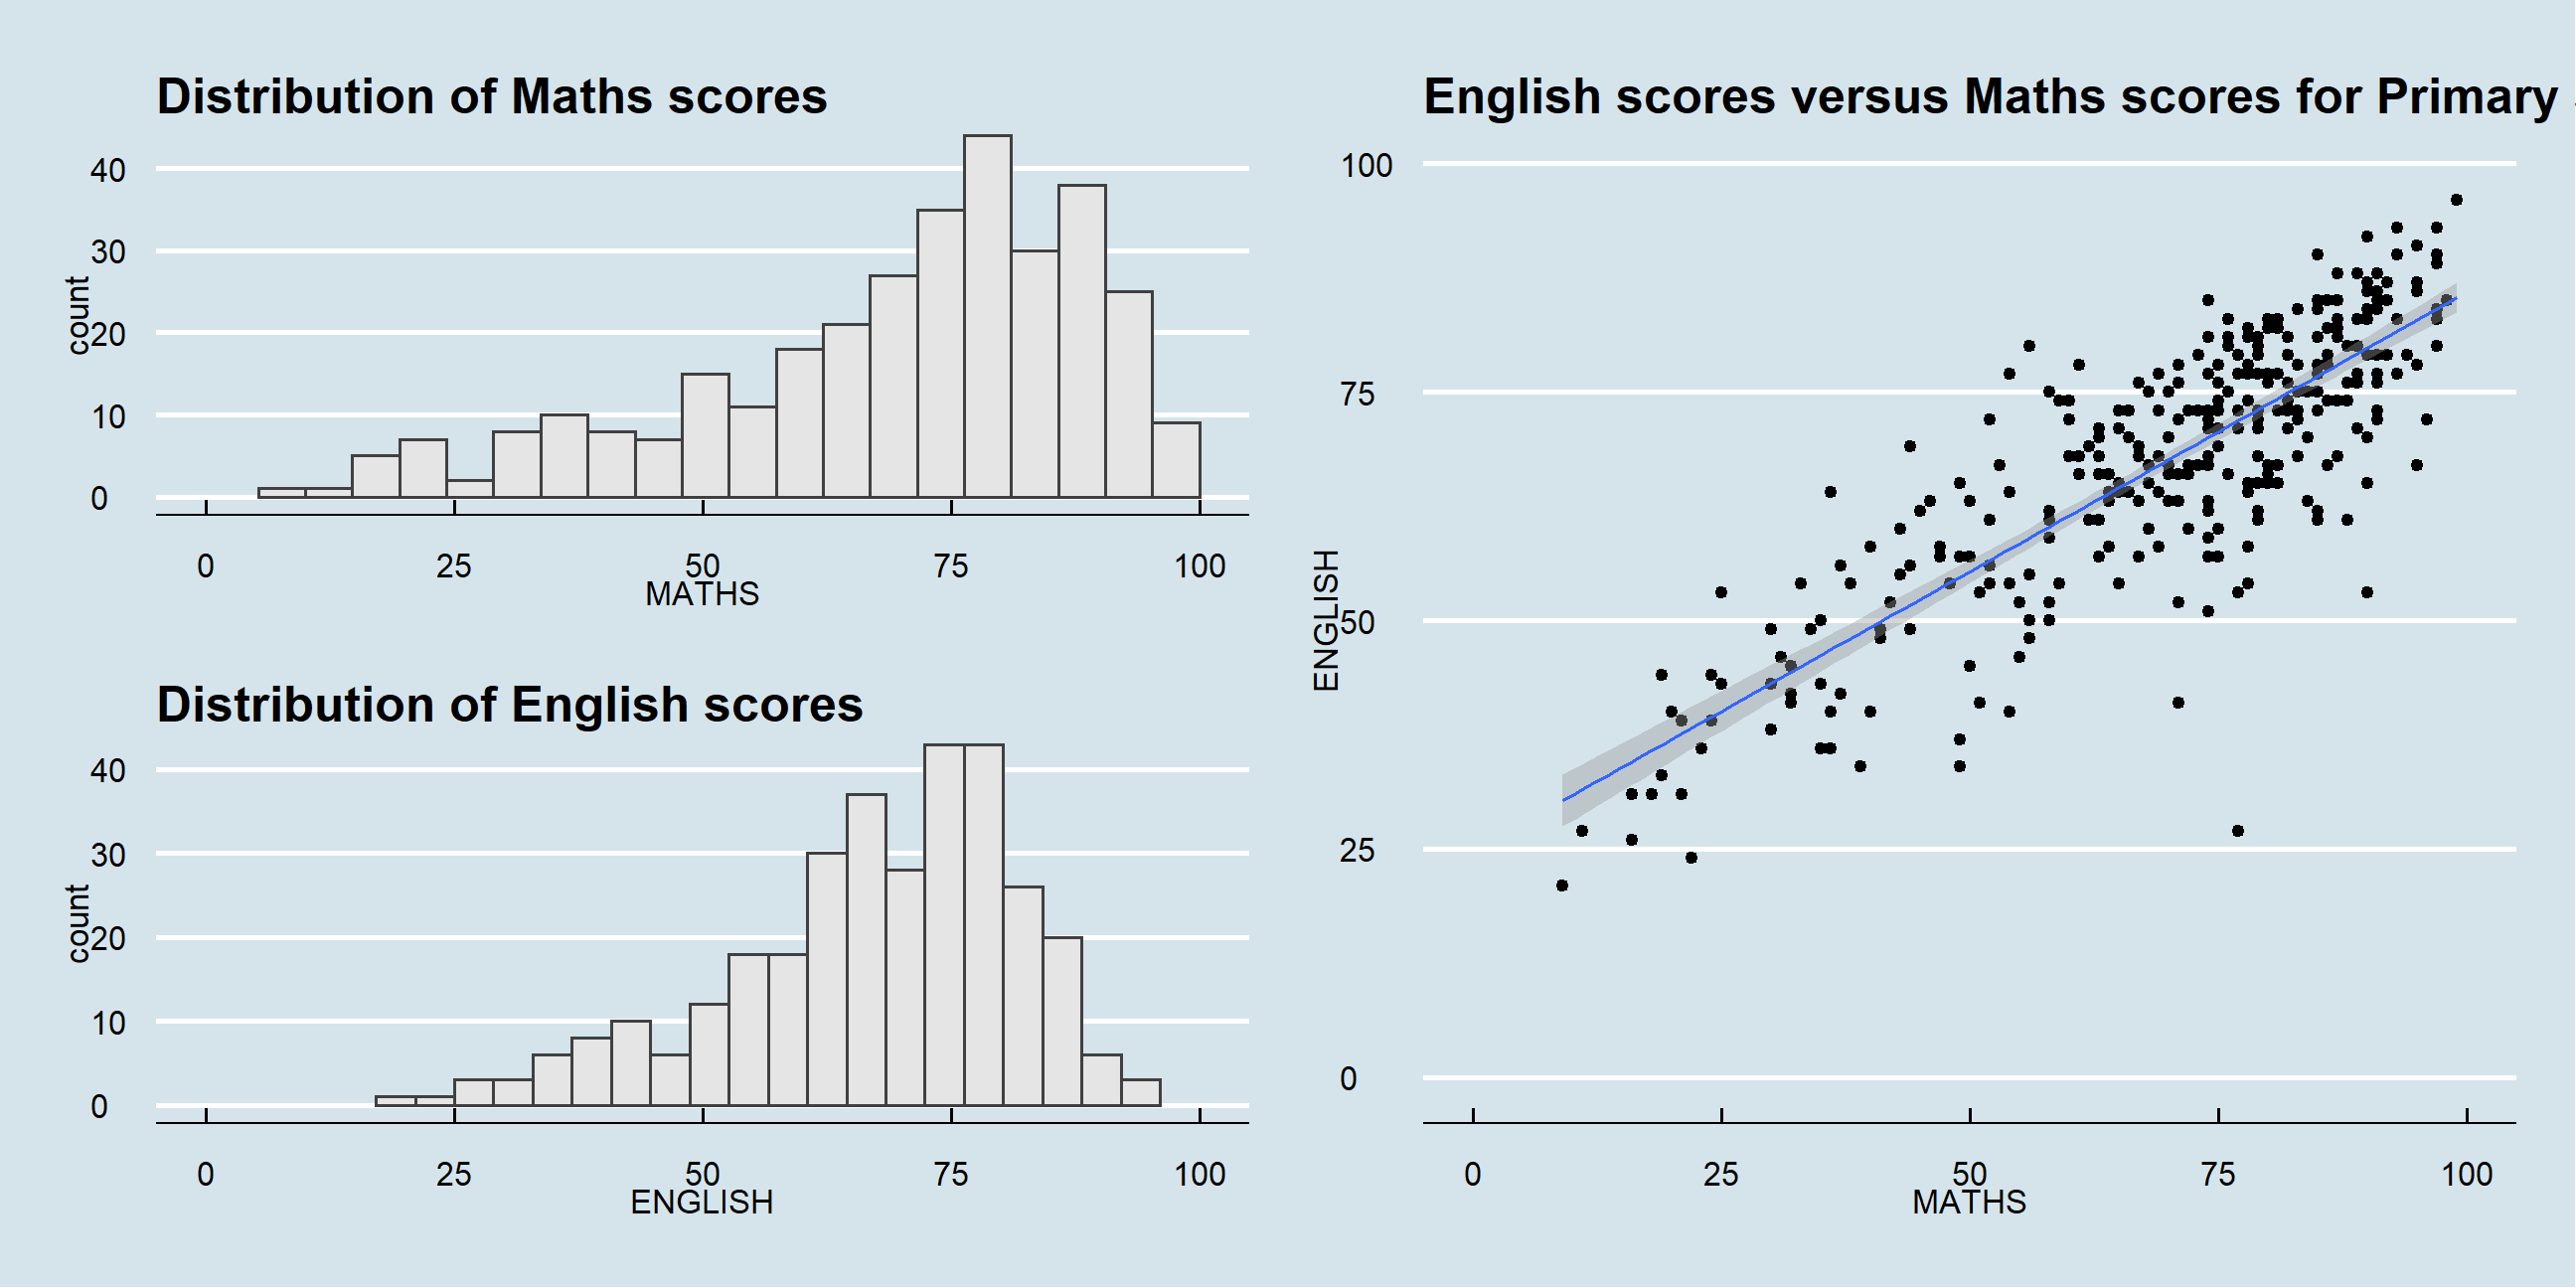 Distribution of Maths scores
40
30
20
10
0
count
0 25 50 75 100
MATHS
Distribution of English scores
40
30
20
10
0
count
0 25 50 75 100
ENGLISH
English scores versus Maths scores for Primary
100
75
50
25
0
ENGLISH
0 25 50 75 100
MATHS